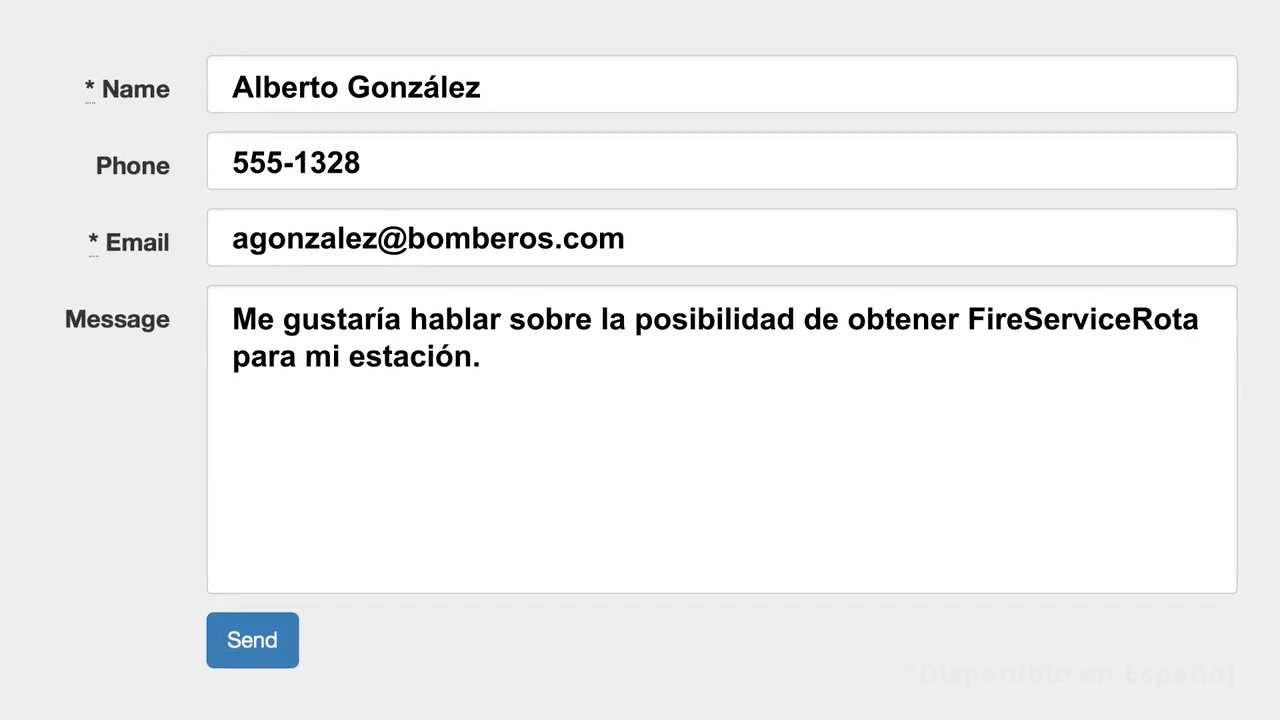 * Name
Alberto González
Phone
555-1328
* Email
agonzalez@bomberos.com
Message
Me gustaría hablar sobre la posibilidad de obtener FireServiceRota
para mi estación.
Send
*Disponible en Español